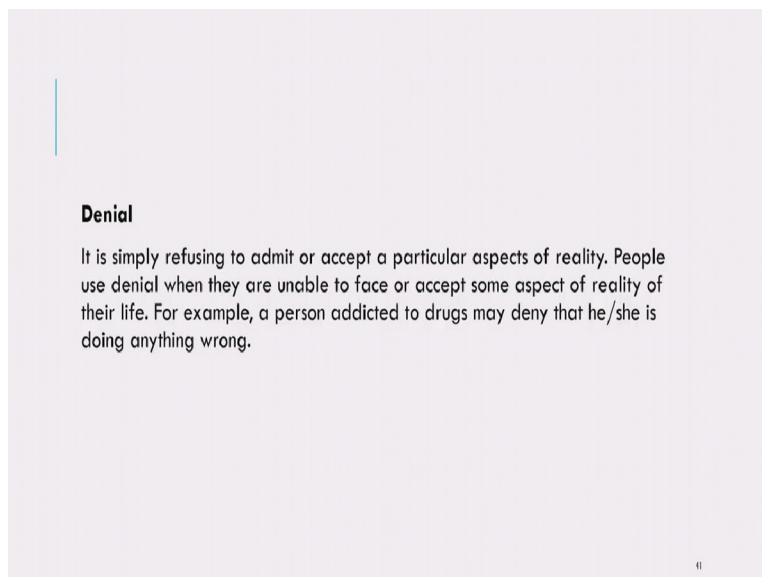 Denial
It is simply refusing to admit or accept a particular aspects of reality. People
use denial when they are unable to face or accept some aspect of reality of
their life. For example, a person addicted to drugs may deny that he/she is
doing anything wrong.
41